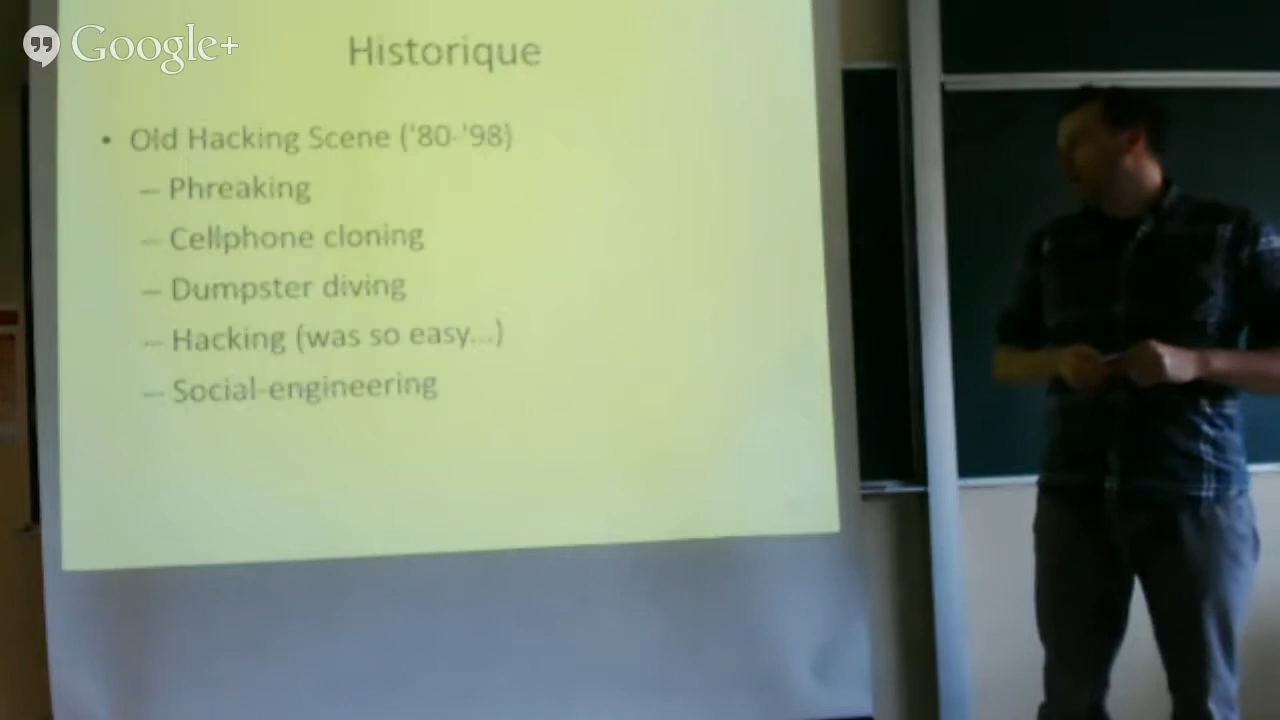 Google+
Historique
• Old Hacking Scene ('80-'98)
– Phreaking
– Cellphone cloning
– Dumpster diving
– Hacking (was so easy...)
– Social-engineering